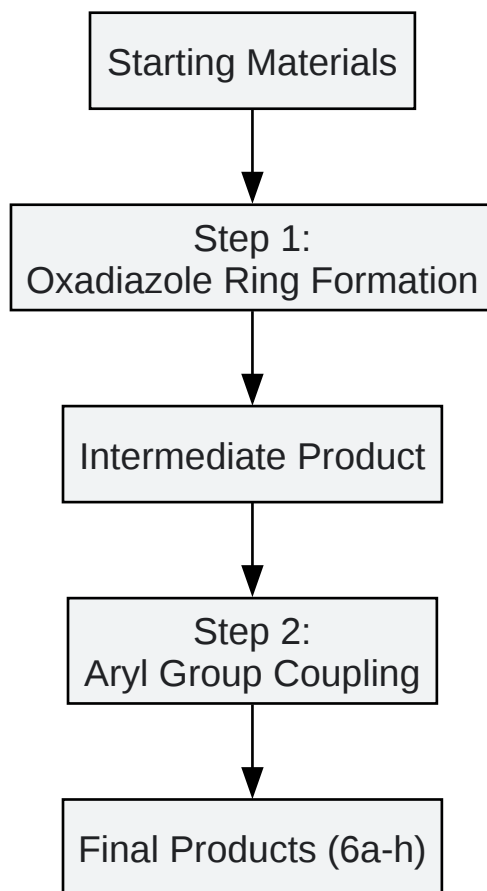 Starting Materials
Step 1:
Oxadiazole Ring Formation
Intermediate Product
Step 2:
Aryl Group Coupling
Final Products (6a-h)